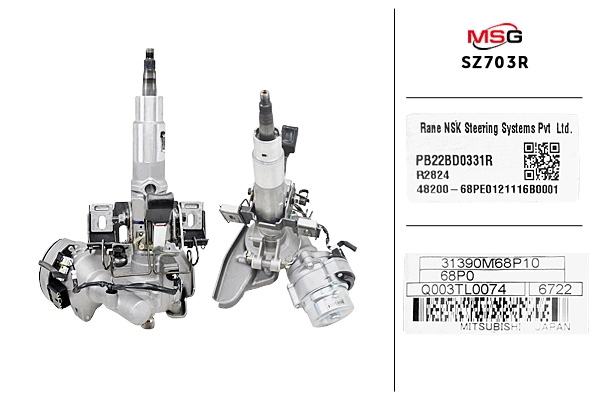 MSG
SZ703R
Rane NSK Steering Systems Pvt Ltd.
PB22BD0331R
R2824
48200-68PE0121116B0001
31390M68P10
68P0
Q003TL0074 6722
MITSUBISHI JAPAN